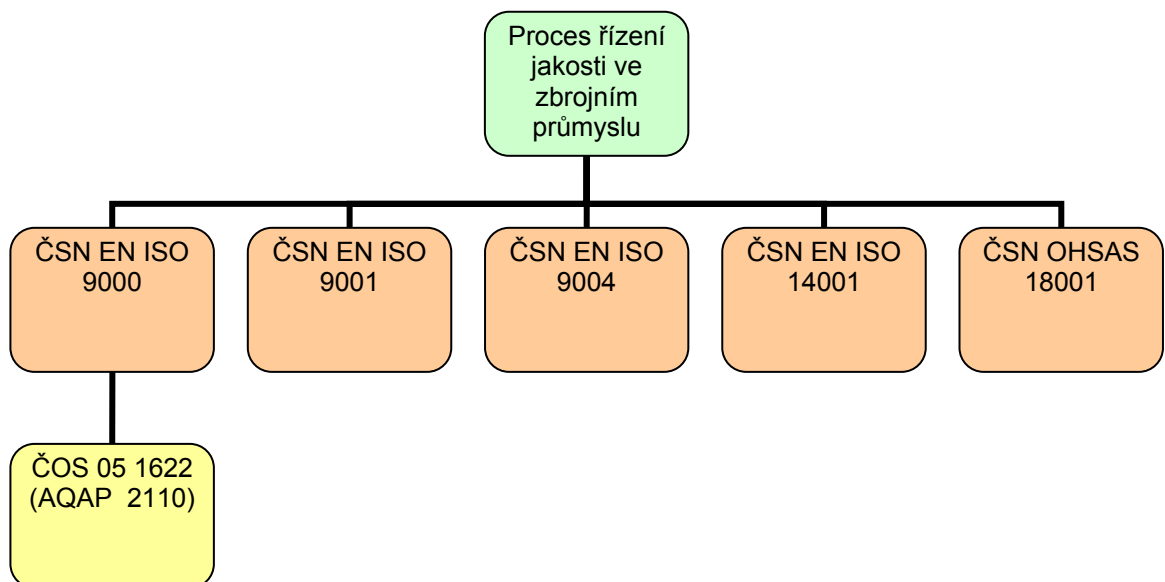 Proces řízení
jakosti ve
zbrojním
průmyslu
ČSN EN ISO
9000
ČSN EN ISO
9001
ČSN EN ISO
9004
ČSN EN ISO
14001
ČSN OHSAS
18001
ČOS 05 1622
(AQAP  2110)